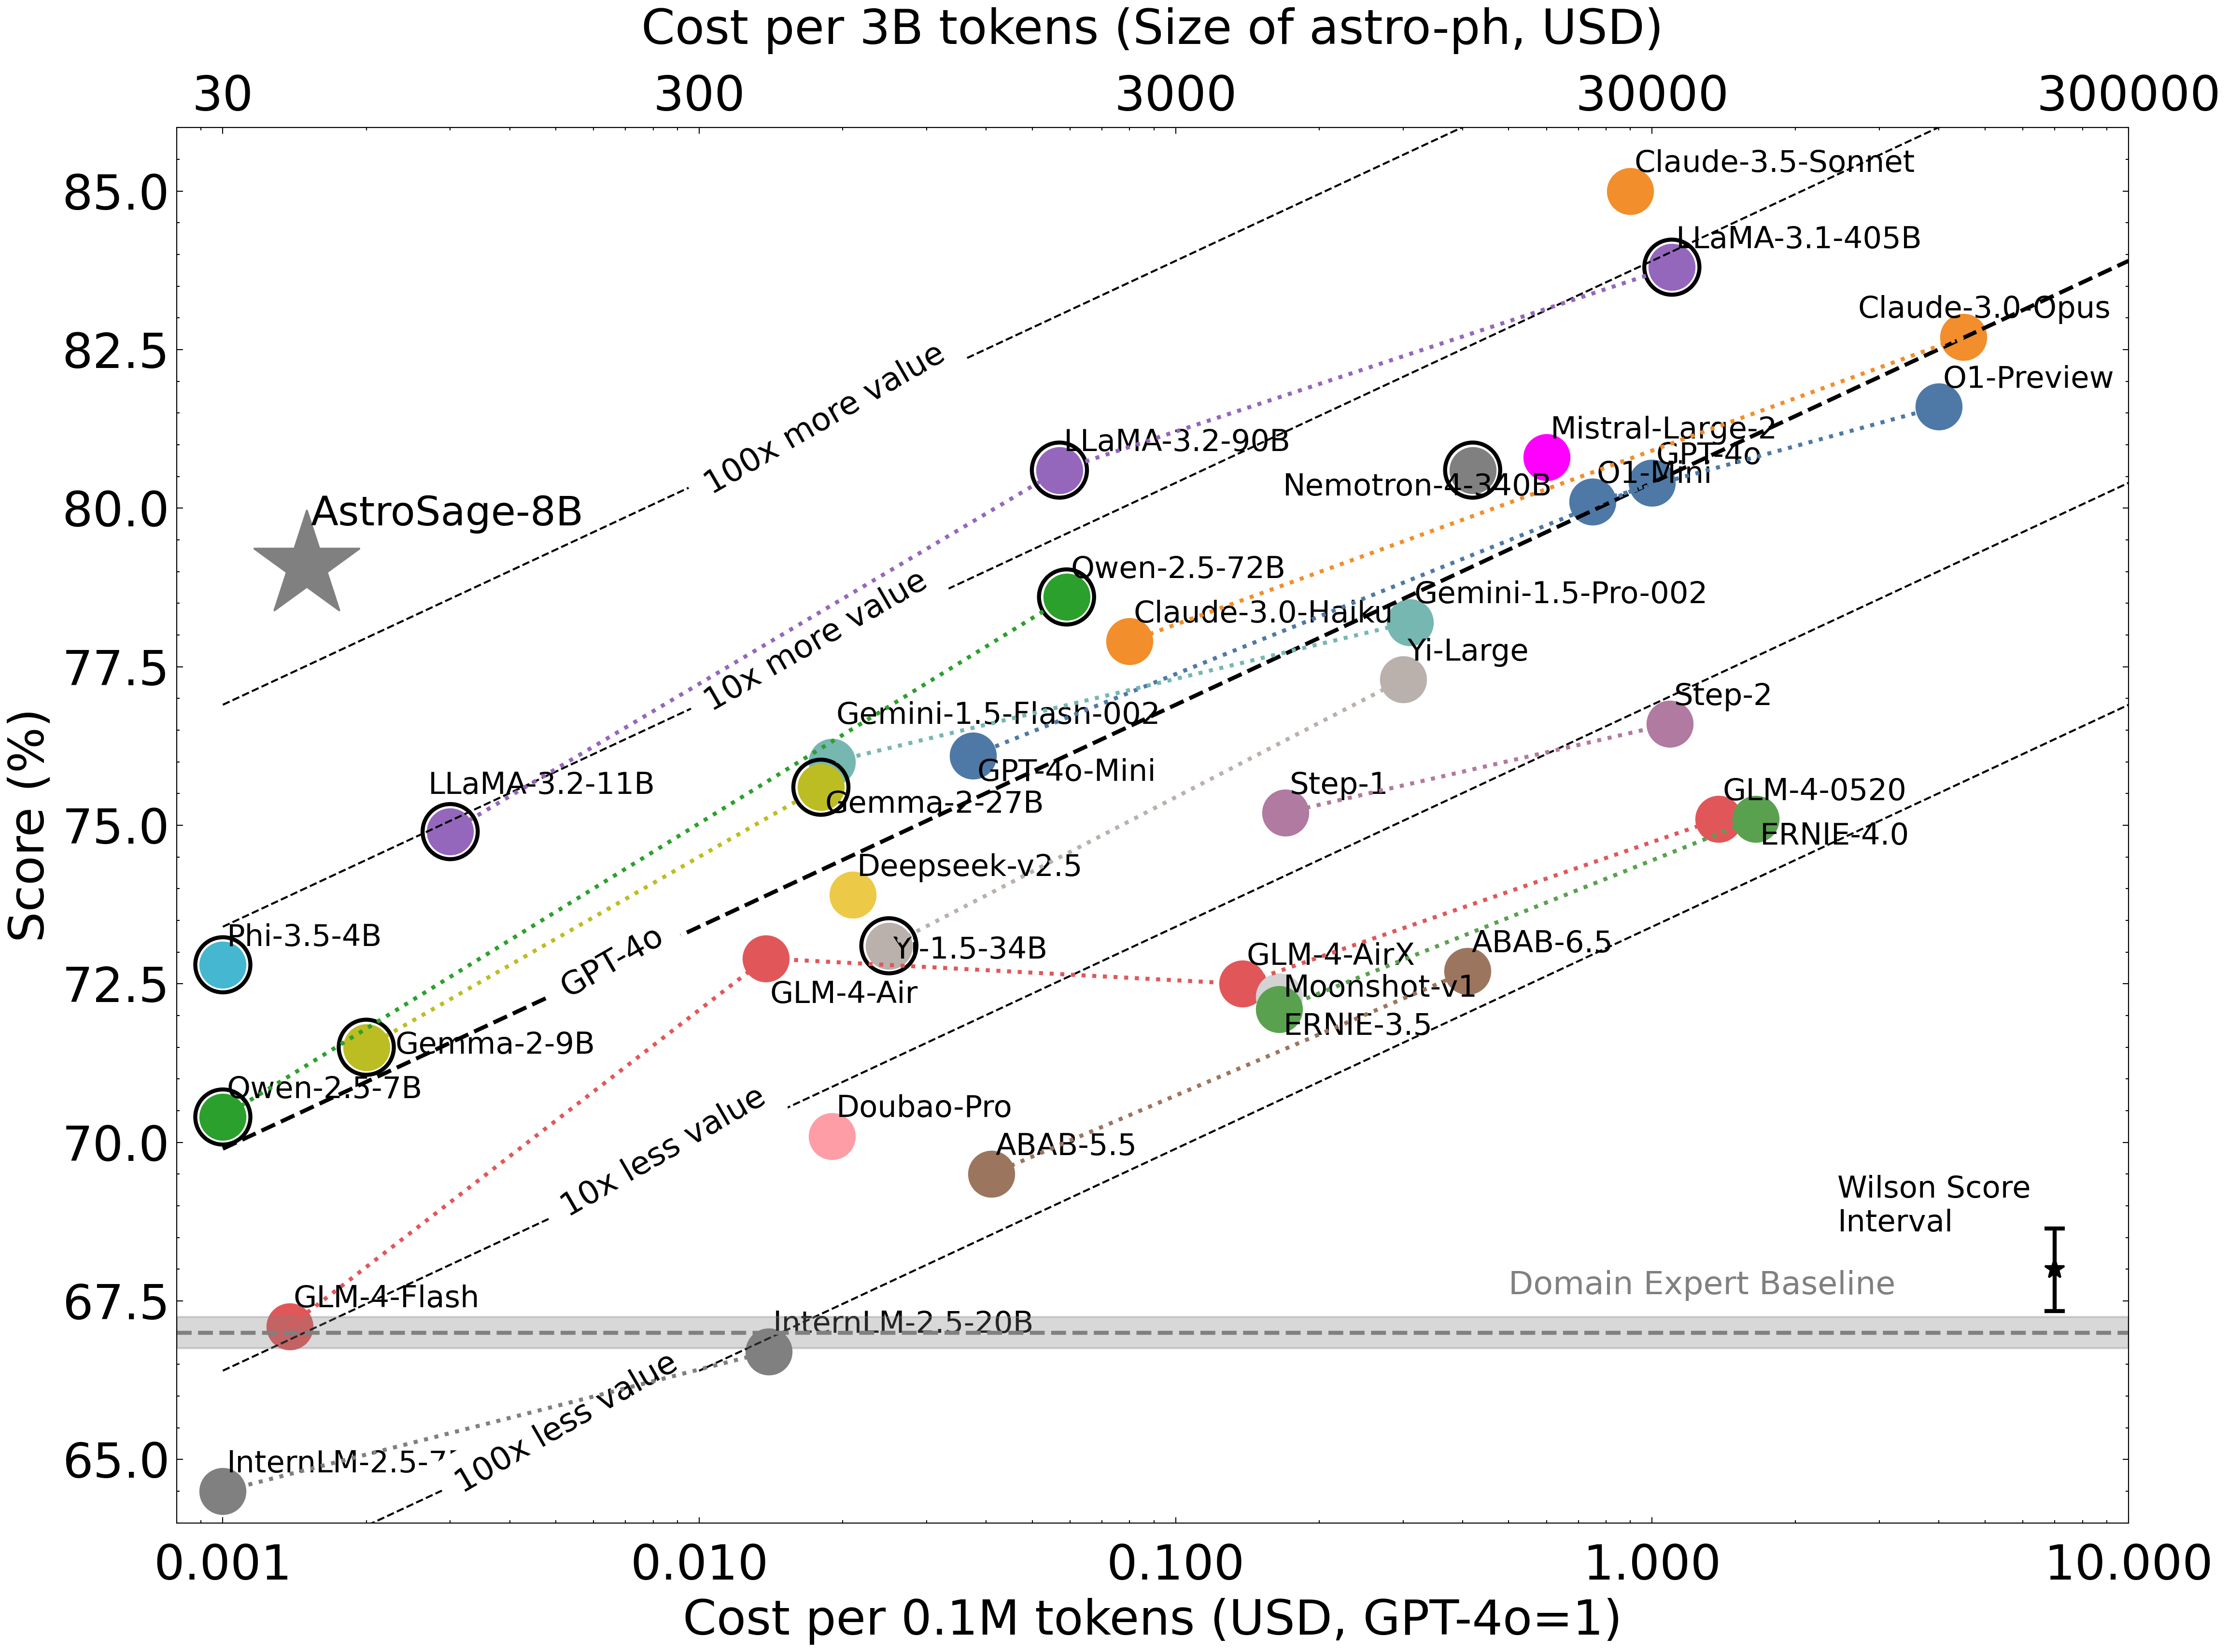 Cost per 3B tokens (Size of astro-ph, USD)
30 300 3000 30000 300000
85.0
82.5
80.0
77.5
75.0
72.5
70.0
67.5
65.0
Score (%)
Claude-3.5-Sonnet
LLaMA-3.1-405B
Claude-3.0-Opus
O1-Preview
100x more value
LLaMA-3.2-90B
Mistral-Large-2
GPT-4o
O1-Mini
Nemotron-4-340B
AstroSage-8B
Qwen-2.5-72B
10x more value
Claude-3.0-Haiku
Gemini-1.5-Pro-002
Yi-Large
Gemini-1.5-Flash-002
Step-2
GPT-4o-Mini
LLaMA-3.2-11B
Step-1
Gemma-2-27B
GLM-4-0520
ERNIE-4.0
Deepseek-v2.5
Phi-3.5-4B
GPT-4o
Yi-1.5-34B
GLM-4-AirX
ABAB-6.5
GLM-4-Air
Moonshot-v1
ERNIE-3.5
Gemma-2-9B
Qwen-2.5-7B
10x less value
Doubao-Pro
ABAB-5.5
Wilson Score
Interval
Domain Expert Baseline
GLM-4-Flash
InternLM-2.5-20B
100x less value
0.001 0.010 0.100 1.000 10.000
Cost per 0.1M tokens (USD, GPT-4o=1)